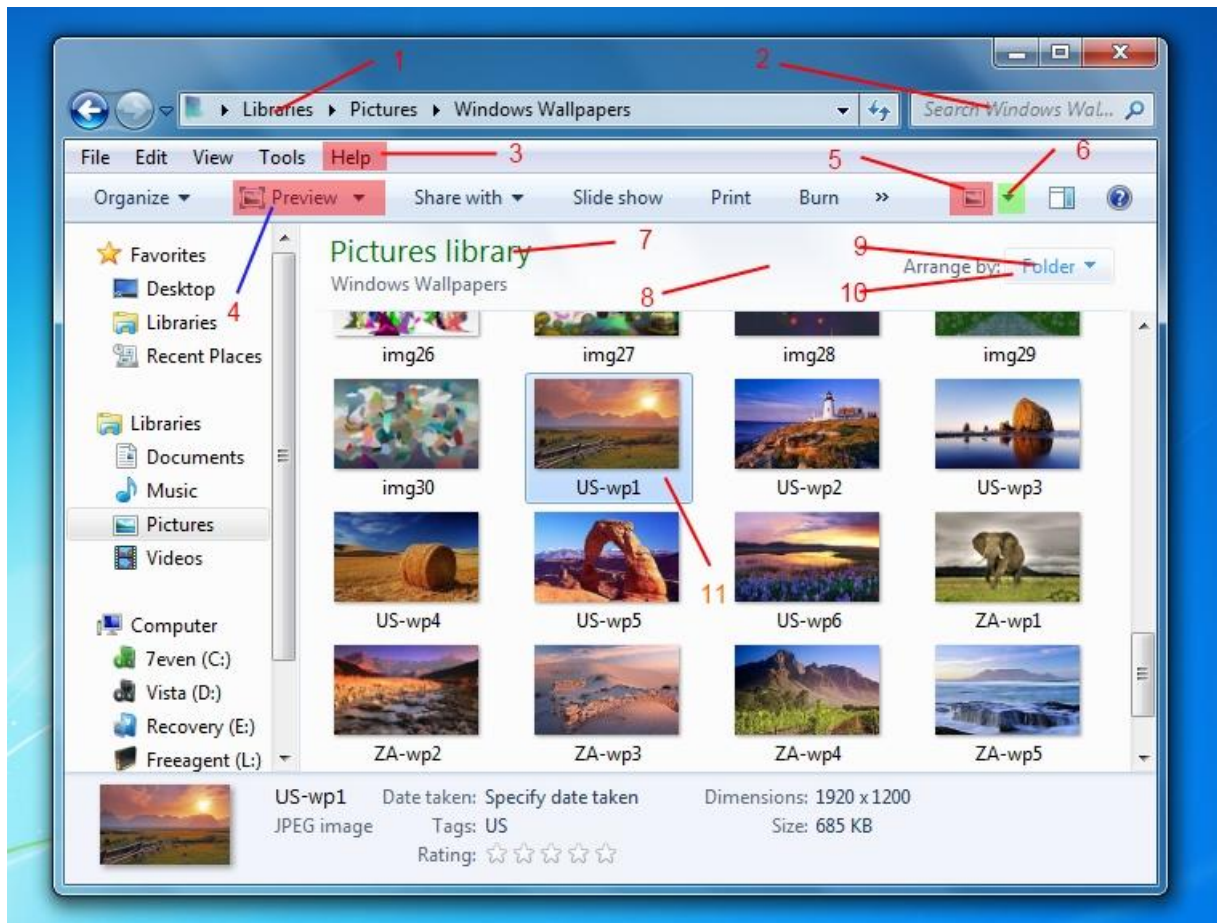 1
2
Libraries Pictures Windows Wallpapers
Search Windows Wal...
File Edit View Tools Help
3
5
6
Organize Preview Share with Slide show Print Burn »
Pictures library
7
Windows Wallpapers
8
9
Arrange by: Folder
10
Favorites
Desktop
Libraries
4
Recent Places
Libraries
Documents
Music
Pictures
Videos
Computer
7even (C:)
Vista (D:)
Recovery (E:)
Freeagent (L:)
img26 img27 img28 img29
img30 US-wp1 US-wp2 US-wp3
11
US-wp4 US-wp5 US-wp6 ZA-wp1
ZA-wp2 ZA-wp3 ZA-wp4 ZA-wp5
US-wp1 Date taken: Specify date taken Dimensions: 1920 x 1200
JPEG image Tags: US Size: 685 KB
Rating: